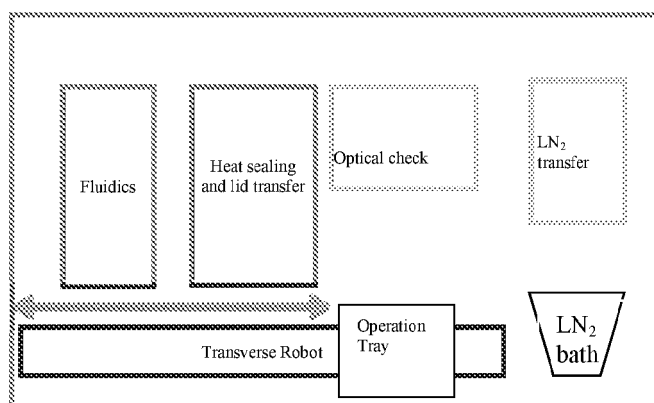 Fluidics
Heat sealing
and lid transfer
Optical check
LN₂
transfer
Operation
Tray
Transverse Robot
LN₂
bath